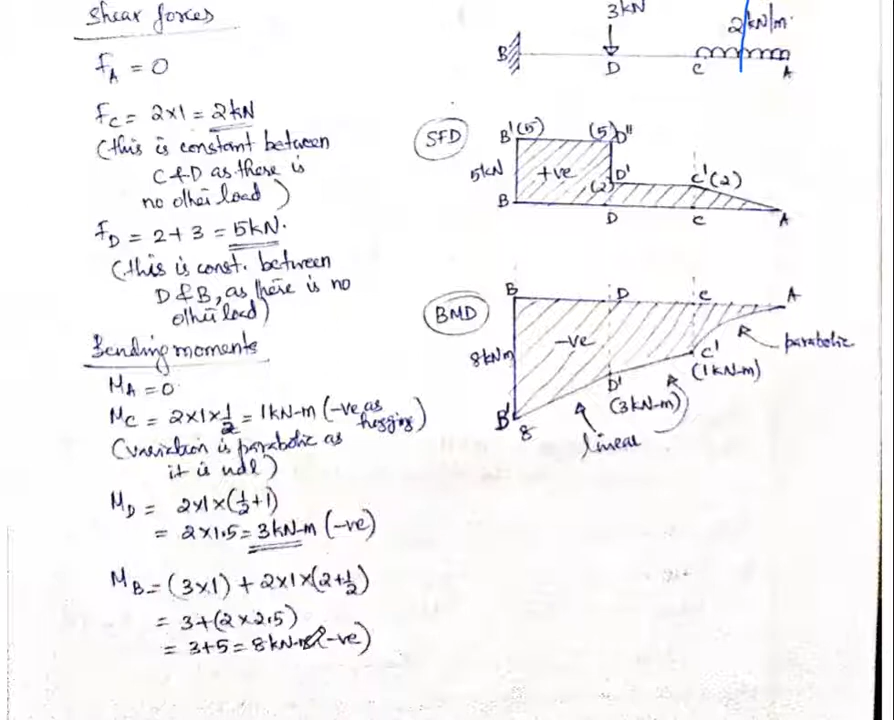 Shear forces
F_A = 0
F_C = 2×1 = 2kN
(this is constant between
C & D as there is
no other load)
F_D = 2+3 = 5kN.
(this is const. between
D & B, as there is no
other load)
Bending moments
M_A = 0
M_C = 2×1×1/2 = 1kN-m (-ve, as
hogging)
(variation is parabolic as
it is udl)
M_D = 2×1×(1/2+1)
= 2×1.5 = 3kN-m (-ve)
M_B = (3×1) + 2×1×(2+1/2)
= 3+(2×2.5)
= 3+5 = 8kN-m (-ve)
3kN
2kN/m
B
D
C
A
SFD
B'(5)
(5)
D''
5kN
+ve
D'
(2)
C'(2)
B
D
C
A
BMD
B
D
C
A
-ve
parabolic
8kNm
C'
(1kN-m)
D'
(3kN-m)
B'
8
linear